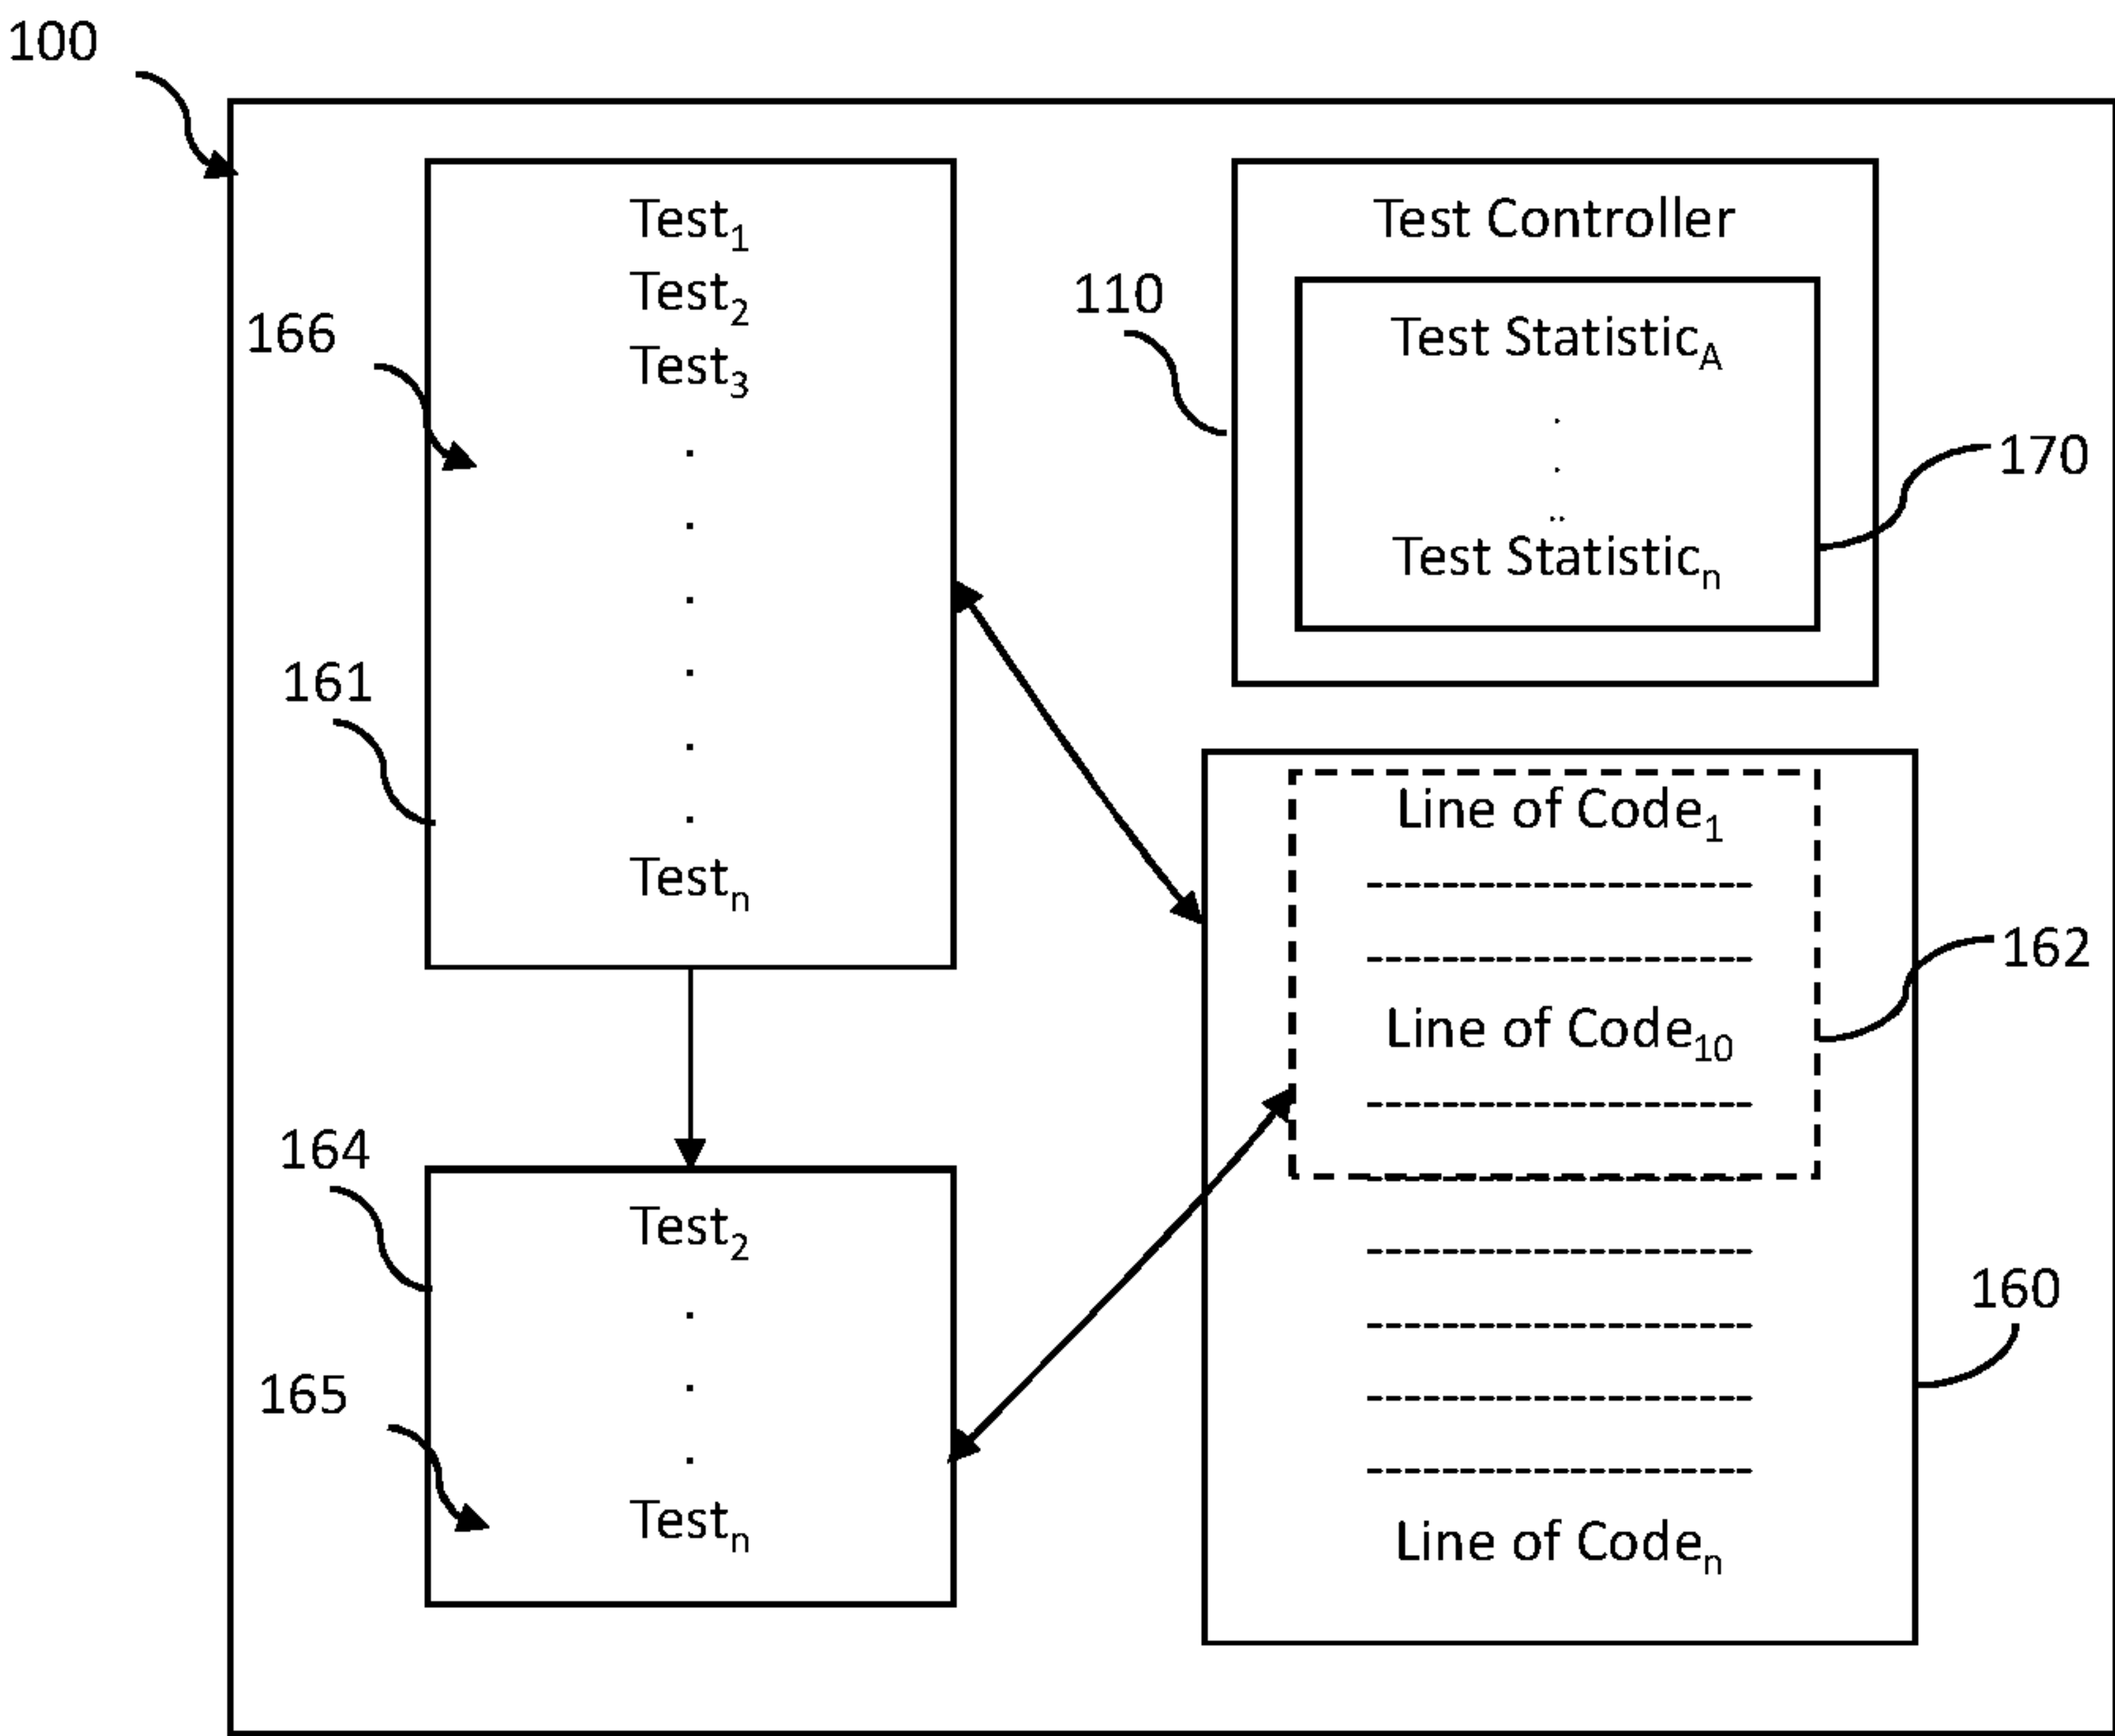 100
Test₁
Test₂
Test₃
.
.
.
.
.
.
Testₙ
166
161
Test Controller
Test Statistic_A
.
.
..
Test Statisticₙ
110
170
Line of Code₁
---------------------------
---------------------------
Line of Code₁₀
---------------------------
---------------------------
---------------------------
---------------------------
---------------------------
---------------------------
Line of Codeₙ
162
160
164
Test₂
.
.
.
Testₙ
165